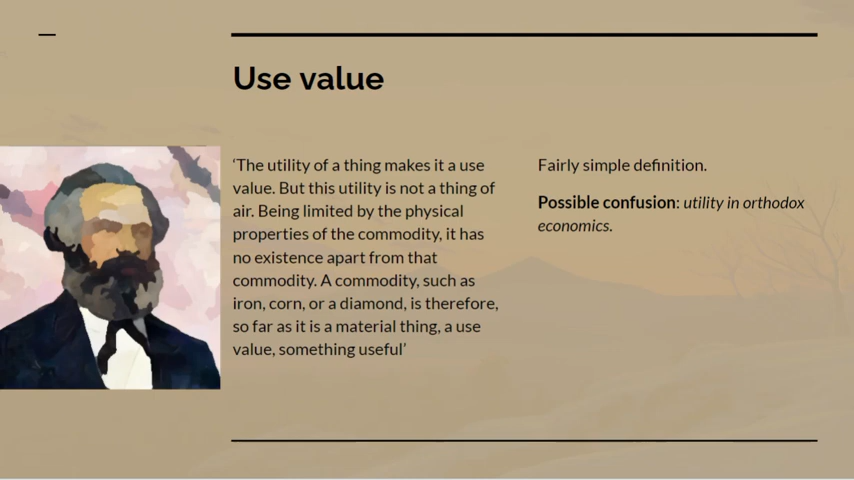 Use value
‘The utility of a thing makes it a use
value. But this utility is not a thing of
air. Being limited by the physical
properties of the commodity, it has
no existence apart from that
commodity. A commodity, such as
iron, corn, or a diamond, is therefore,
so far as it is a material thing, a use
value, something useful’
Fairly simple definition.
Possible confusion: utility in orthodox
economics.